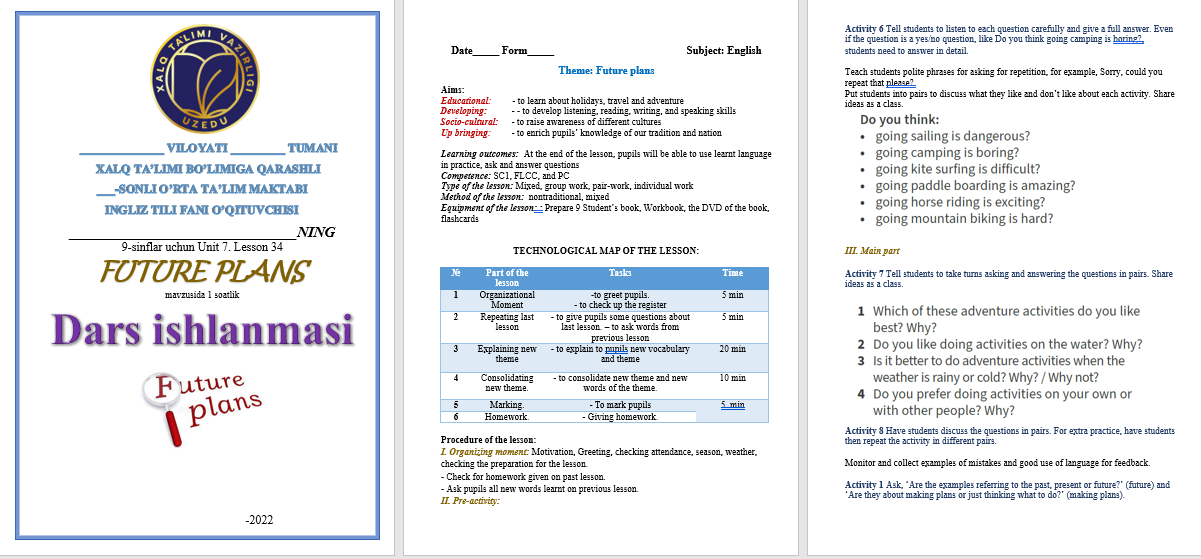 XALQ TA'LIMI VAZIRLIGI
UZEDU
____________ VILOYATI ________ TUMANI
XALQ TA'LIMI BO'LIMIGA QARASHLI
___-SONLI O'RTA TA'LIM MAKTABI
INGLIZ TILI FANI O'QITUVCHISI
______________________________NING
9-sinflar uchun Unit 7. Lesson 34
FUTURE PLANS
mavzusida 1 soatlik
Dars ishlanmasi
Future
plans
-2022
Date_____ Form_____ Subject: English
Theme: Future plans
Aims:
Educational: - to learn about holidays, travel and adventure
Developing: - - to develop listening, reading, writing, and speaking skills
Socio-cultural: - to raise awareness of different cultures
Up bringing: - to enrich pupils' knowledge of our tradition and nation
Learning outcomes: At the end of the lesson, pupils will be able to use learnt language
in practice, ask and answer questions
Competence: SC1, FLCC, and PC
Type of the lesson: Mixed, group work, pair-work, individual work
Method of the lesson: nontraditional, mixed
Equipment of the lesson: : Prepare 9 Student's book, Workbook, the DVD of the book,
flashcards
TECHNOLOGICAL MAP OF THE LESSON:
№ Part of the lesson Tasks Time
1 Organizational Moment -to greet pupils. - to check up the register 5 min
2 Repeating last lesson - to give pupils some questions about last lesson. – to ask words from previous lesson 5 min
3 Explaining new theme - to explain to pupils new vocabulary and theme 20 min
4 Consolidating new theme. - to consolidate new theme and new words of the theme. 10 min
5 Marking. - To mark pupils 5 min
6 Homework. - Giving homework.
Procedure of the lesson:
I. Organizing moment: Motivation, Greeting, checking attendance, season, weather,
checking the preparation for the lesson.
- Check for homework given on past lesson.
- Ask pupils all new words learnt on previous lesson.
II. Pre-activity:
Activity 6 Tell students to listen to each question carefully and give a full answer. Even
if the question is a yes/no question, like Do you think going camping is boring?,
students need to answer in detail.
Teach students polite phrases for asking for repetition, for example, Sorry, could you
repeat that please?.
Put students into pairs to discuss what they like and don't like about each activity. Share
ideas as a class.
Do you think:
• going sailing is dangerous?
• going camping is boring?
• going kite surfing is difficult?
• going paddle boarding is amazing?
• going horse riding is exciting?
• going mountain biking is hard?
III. Main part
Activity 7 Tell students to take turns asking and answering the questions in pairs. Share
ideas as a class.
1 Which of these adventure activities do you like
best? Why?
2 Do you like doing activities on the water? Why?
3 Is it better to do adventure activities when the
weather is rainy or cold? Why? / Why not?
4 Do you prefer doing activities on your own or
with other people? Why?
Activity 8 Have students discuss the questions in pairs. For extra practice, have students
then repeat the activity in different pairs.
Monitor and collect examples of mistakes and good use of language for feedback.
Activity 1 Ask, 'Are the examples referring to the past, present or future?' (future) and
'Are they about making plans or just thinking what to do?' (making plans).